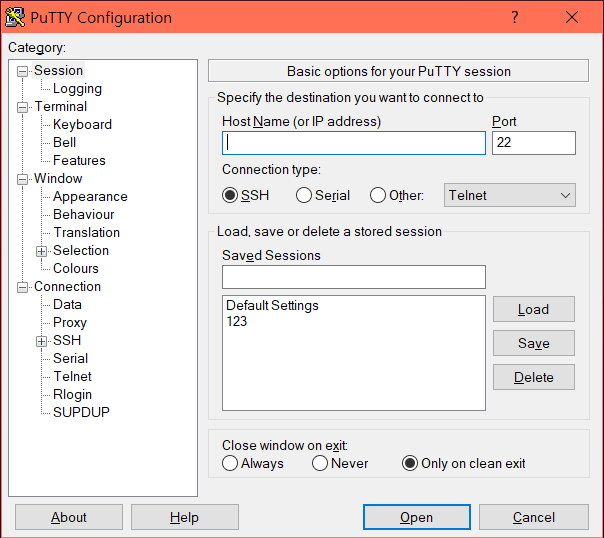 PuTTY Configuration
?
Category:
Session
Logging
Terminal
Keyboard
Bell
Features
Window
Appearance
Behaviour
Translation
Selection
Colours
Connection
Data
Proxy
SSH
Serial
Telnet
Rlogin
SUPDUP
Basic options for your PuTTY session
Specify the destination you want to connect to
Host Name (or IP address) Port
22
Connection type:
SSH Serial Other: Telnet
Load, save or delete a stored session
Saved Sessions
Default Settings
123
Load
Save
Delete
Close window on exit:
Always Never Only on clean exit
About Help Open Cancel